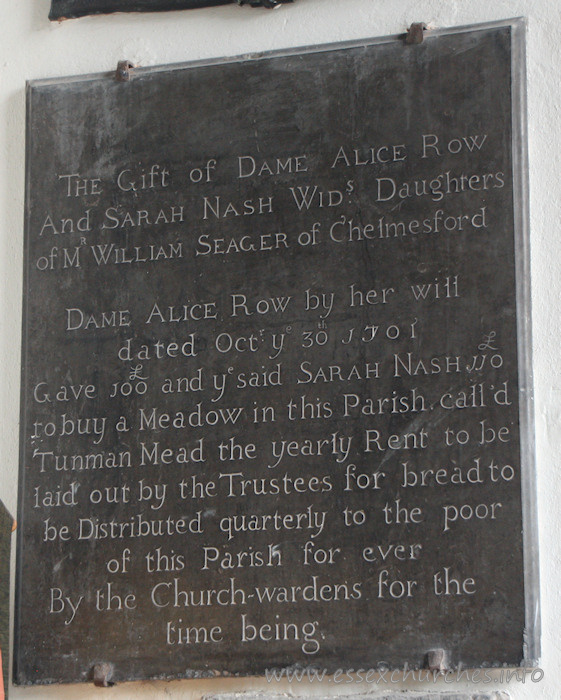 THE Gift of DAME ALICE ROW
And SARAH NASH WIDs. Daughters
of Mr WILLIAM SEAGER of Chelmesford
DAME ALICE ROW by her will
dated Octr. ye 30th 1701
Gave £100 and ye said SARAH NASH £110
to buy a Meadow in this Parish call'd
Tunman Mead the yearly Rent to be
laid out by the Trustees for bread to
be Distributed quarterly to the poor
of this Parish for ever
By the Church-wardens for the
time being.
www.essexchurches.info